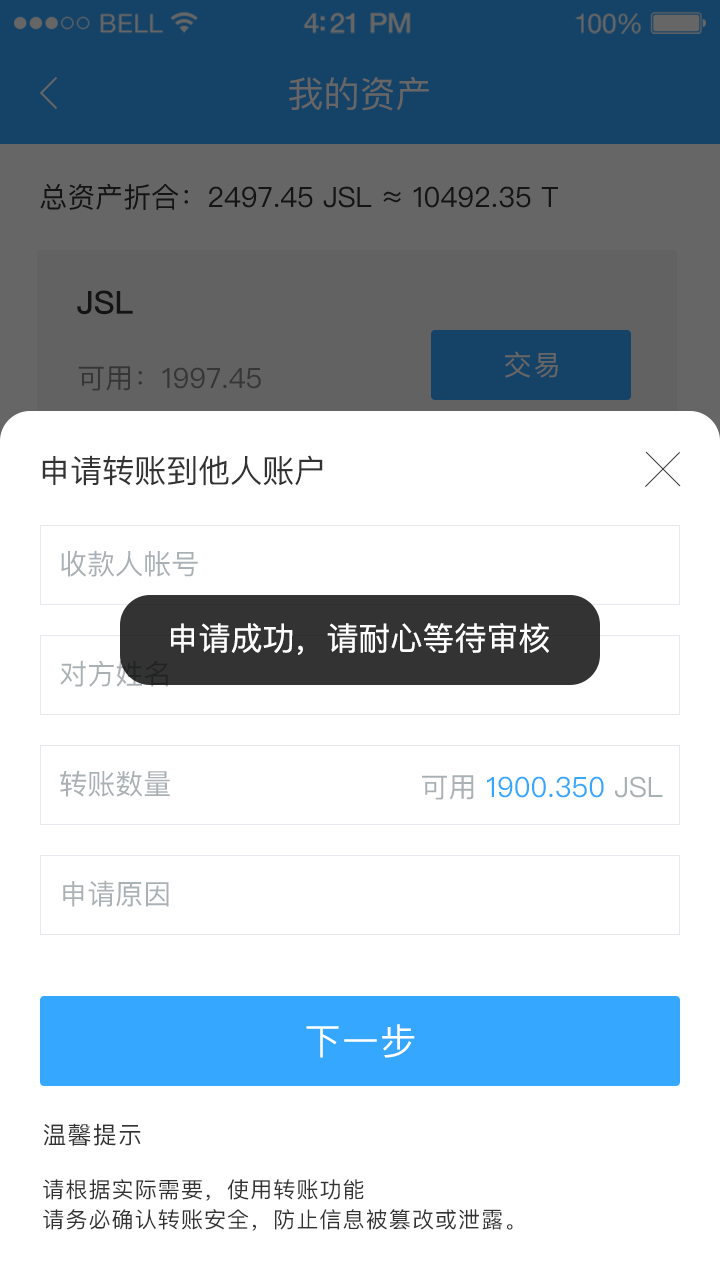 BELL 4:21 PM 100%
我的资产
总资产折合：2497.45 JSL ≈ 10492.35 T
JSL
可用：1997.45
交易
申请转账到他人账户
收款人帐号
申请成功，请耐心等待审核
对方姓名
转账数量 可用 1900.350 JSL
申请原因
下一步
温馨提示
请根据实际需要，使用转账功能
请务必确认转账安全，防止信息被篡改或泄露。